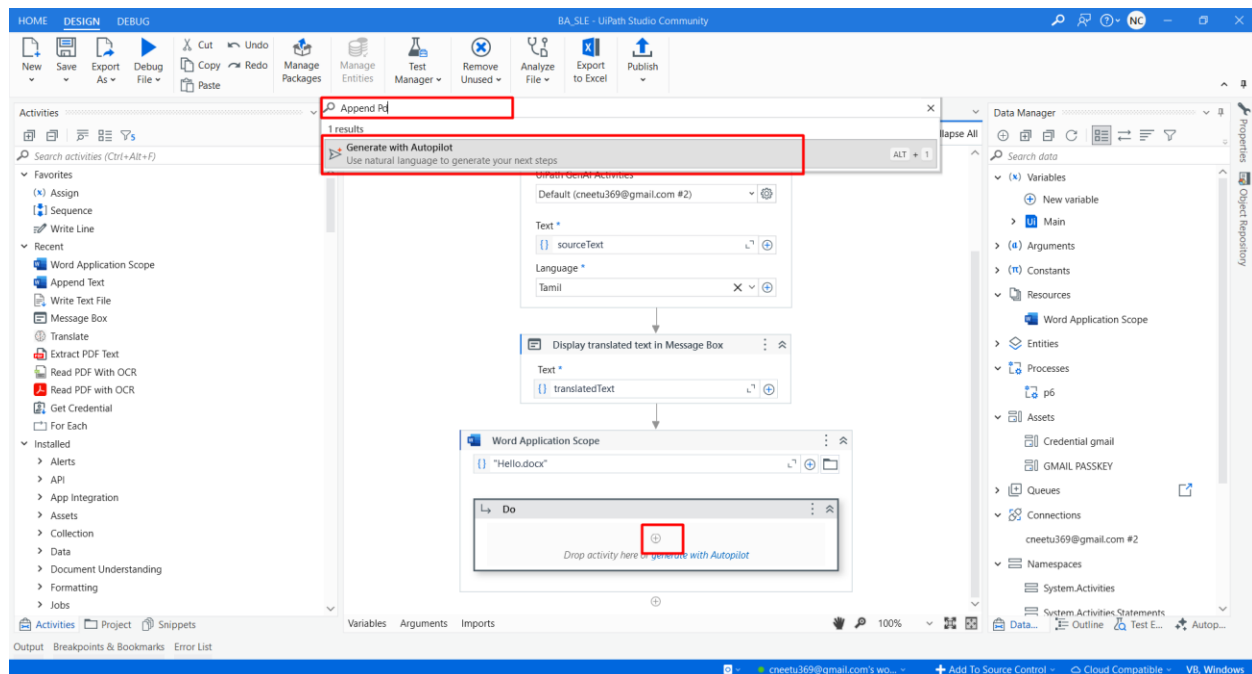 HOME DESIGN DEBUG BA_SLE - UiPath Studio Community NC
New Save Export As Debug File Cut Undo Copy Redo Paste Manage Packages Manage Entities Test Manager Remove Unused Analyze File Export to Excel Publish
Activities
Search activities (Ctrl+Alt+F)
Favorites
Assign
Sequence
Write Line
Recent
Word Application Scope
Append Text
Write Text File
Message Box
Translate
Extract PDF Text
Read PDF With OCR
Read PDF with OCR
Get Credential
For Each
Installed
Alerts
API
App Integration
Assets
Collection
Data
Document Understanding
Formatting
Jobs
Activities Project Snippets
Append Pd
1 results
Generate with Autopilot
Use natural language to generate your next steps
ALT + 1
lapse All
UiPath GenAI Activities
Default (cneetu369@gmail.com #2)
Text *
{} sourceText
Language *
Tamil
Display translated text in Message Box
Text *
{} translatedText
Word Application Scope
{} "Hello.docx"
Do
Drop activity here or generate with Autopilot
Variables Arguments Imports 100%
Data Manager
Search data
(x) Variables
New variable
Ui Main
(a) Arguments
(π) Constants
Resources
Word Application Scope
Entities
Processes
p6
Assets
Credential gmail
GMAIL PASSKEY
Queues
Connections
cneetu369@gmail.com #2
Namespaces
System.Activities
System.Activities.Statements
Data... Outline Test E... Autop...
Properties
Object Repository
Output Breakpoints & Bookmarks Error List
cneetu369@gmail.com's wo... Add To Source Control Cloud Compatible VB, Windows